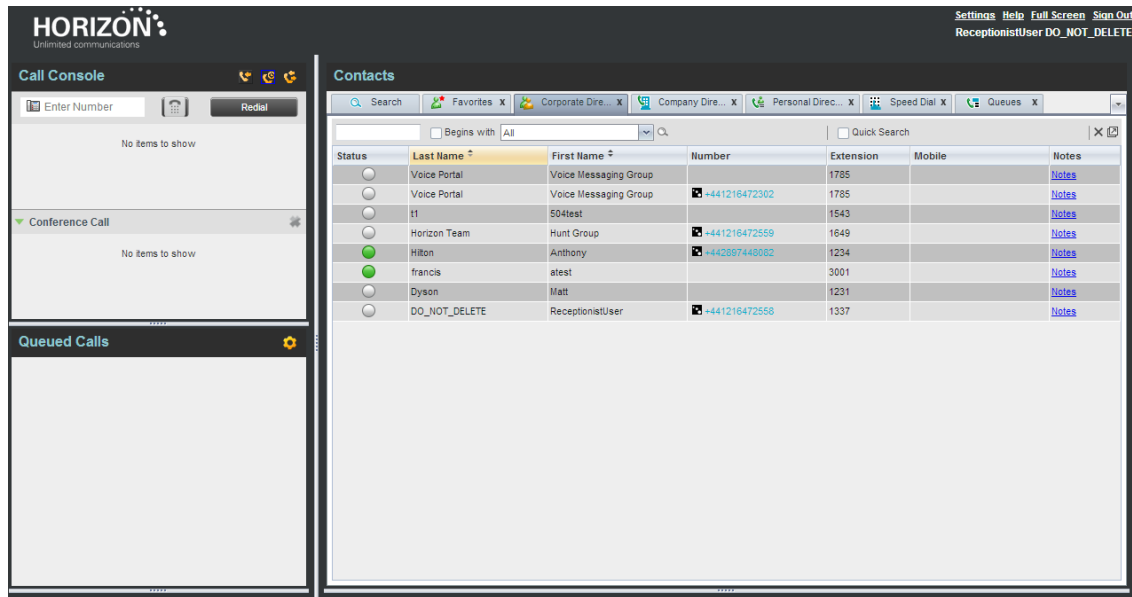 HORIZON
Unlimited communications
Settings Help Full Screen Sign Out
ReceptionistUser DO_NOT_DELETE
Call Console
Enter Number Redial
No items to show
Conference Call
No items to show
Queued Calls
Contacts
Search Favorites X Corporate Dire... X Company Dire... X Personal Direc... X Speed Dial X Queues X
Begins with All Quick Search
Status Last Name First Name Number Extension Mobile Notes
Voice Portal Voice Messaging Group 1785 Notes
Voice Portal Voice Messaging Group +441216472302 1785 Notes
t1 504test 1543 Notes
Horizon Team Hunt Group +441216472559 1649 Notes
Hilton Anthony +442897448082 1234 Notes
francis atest 3001 Notes
Dyson Matt 1231 Notes
DO_NOT_DELETE ReceptionistUser +441216472558 1337 Notes